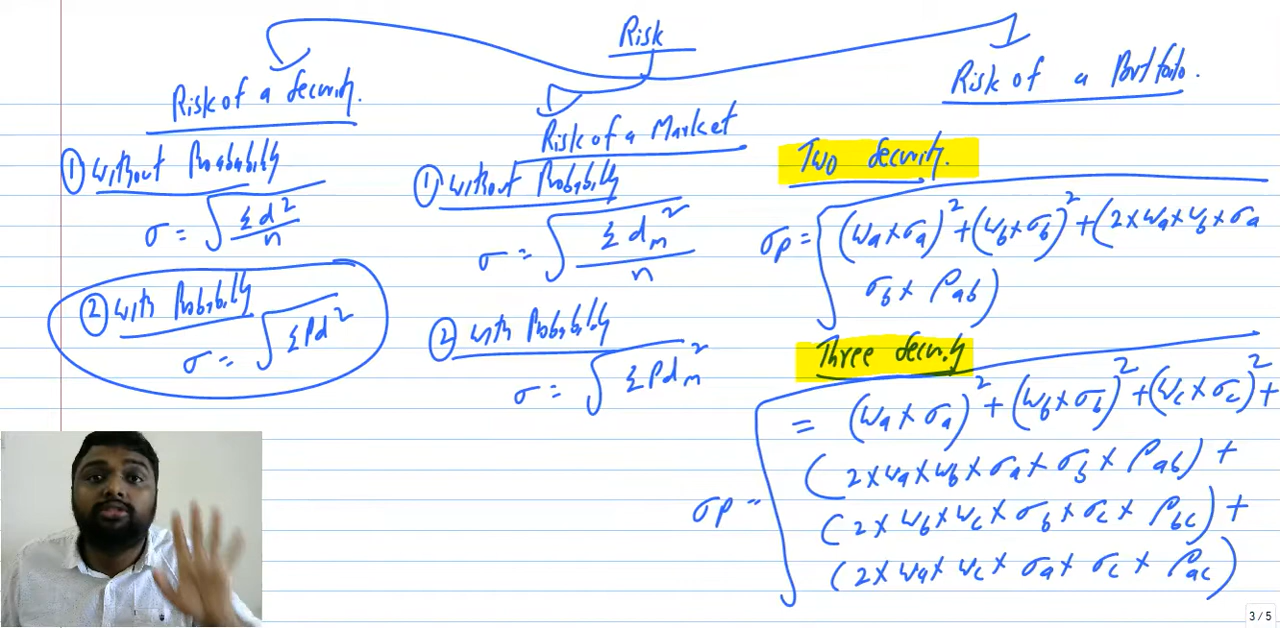 Risk
Risk of a Security.
① Without Probability
σ = √(Σd²/n)
② With Probability
σ = √ΣPd²
Risk of a Market
① Without Probability
σ = √(Σdm²/n)
② With Probability
σ = √ΣPdm²
Risk of a Portfolio.
Two Security.
σp = √(Wa×σa)²+(Wb×σb)²+(2×Wa×Wb×σa
σb × ρab)
Three Security
= (Wa×σa)²+(Wb×σb)²+(Wc×σc)²+
(2×Wa×Wb×σa×σb×ρab)+
σp = √ (2×Wb×Wc×σb×σc×ρbc)+
(2×Wa×Wc×σa×σc×ρac)
3 / 5